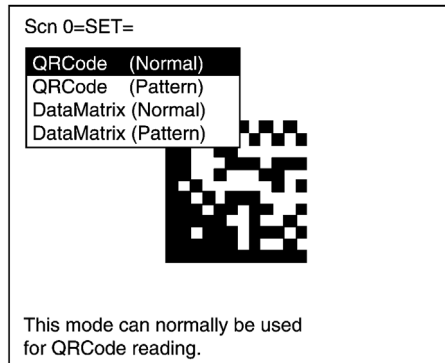 Scn 0=SET=
QRCode (Normal)
QRCode (Pattern)
DataMatrix (Normal)
DataMatrix (Pattern)
This mode can normally be used
for QRCode reading.